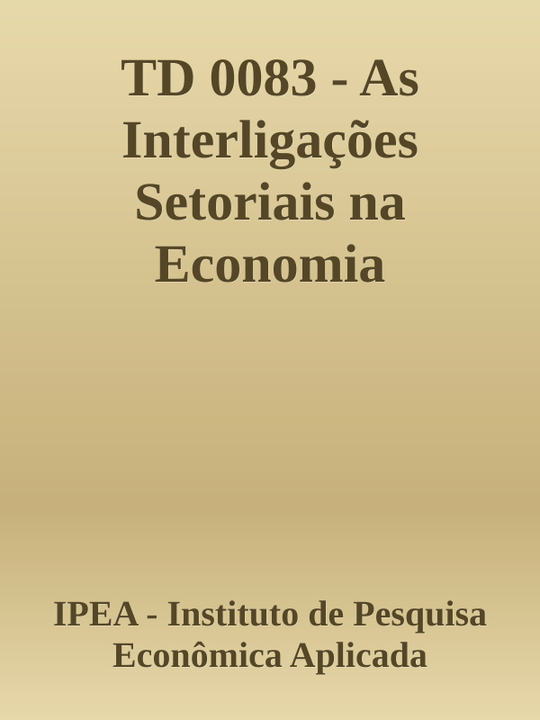 TD 0083 - As
Interligações
Setoriais na
Economia
IPEA - Instituto de Pesquisa
Econômica Aplicada